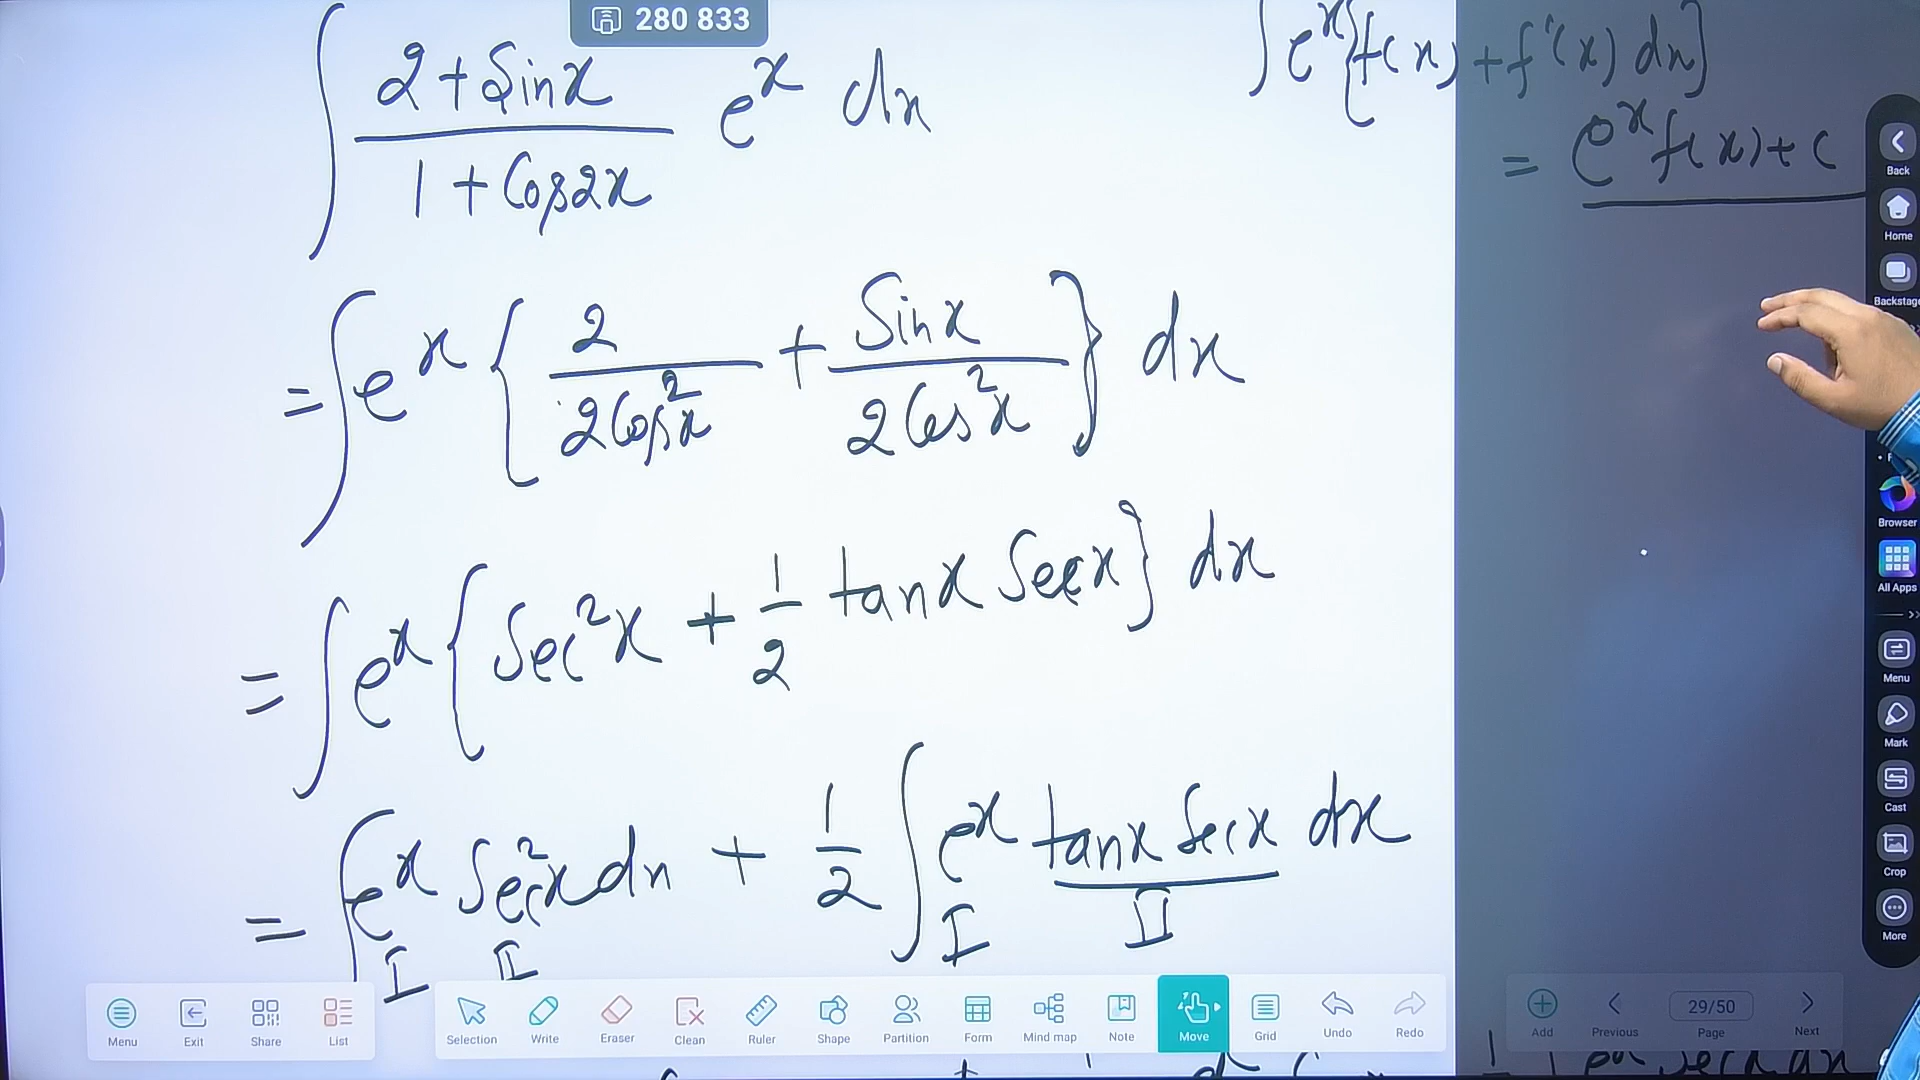 280 833
∫ (2 + Sinx)/(1 + Cos2x) e^x dx
∫ e^x {f(x) + f'(x) dx]
= e^x f(x) + c
= ∫ e^x { 2/(2Cos²x) + Sinx/(2Cos²x) } dx
= ∫ e^x { Sec²x + 1/2 tanx Secx } dx
= ∫ e^x Sec²x dx + 1/2 ∫ e^x tanx Secx dx
I II I II
Back
Home
Backstage
Browser
All Apps
Menu
Mark
Cast
Crop
More
Menu Exit Share List
Selection Write Eraser Clean Ruler Shape Partition Form Mind map Note Move Grid Undo Redo
Add Previous 29/50 Page Next